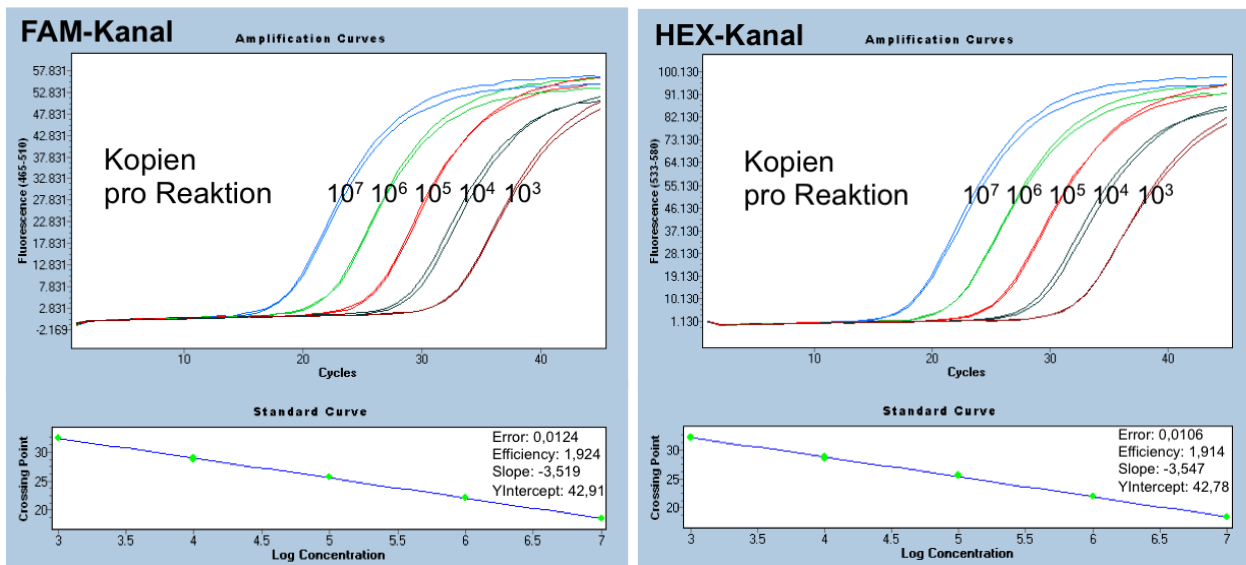 FAM-Kanal
Amplification Curves
57.831
52.831
47.831
42.831
37.831
32.831
27.831
22.831
17.831
12.831
7.831
2.831
-2.169
Fluorescence (465-510)
Kopien
pro Reaktion
10⁷ 10⁶ 10⁵ 10⁴ 10³
10 20 30 40
Cycles
Standard Curve
Crossing Point
30
25
20
Error: 0,0124
Efficiency: 1,924
Slope: -3,519
YIntercept: 42,91
3 3.5 4 4.5 5 5.5 6 6.5 7
Log Concentration
HEX-Kanal
Amplification Curves
100.130
91.130
82.130
73.130
64.130
55.130
46.130
37.130
28.130
19.130
10.130
1.130
Fluorescence (533-580)
Kopien
pro Reaktion
10⁷ 10⁶ 10⁵ 10⁴ 10³
10 20 30 40
Cycles
Standard Curve
Crossing Point
30
25
20
Error: 0,0106
Efficiency: 1,914
Slope: -3,547
YIntercept: 42,78
3 3.5 4 4.5 5 5.5 6 6.5 7
Log Concentration